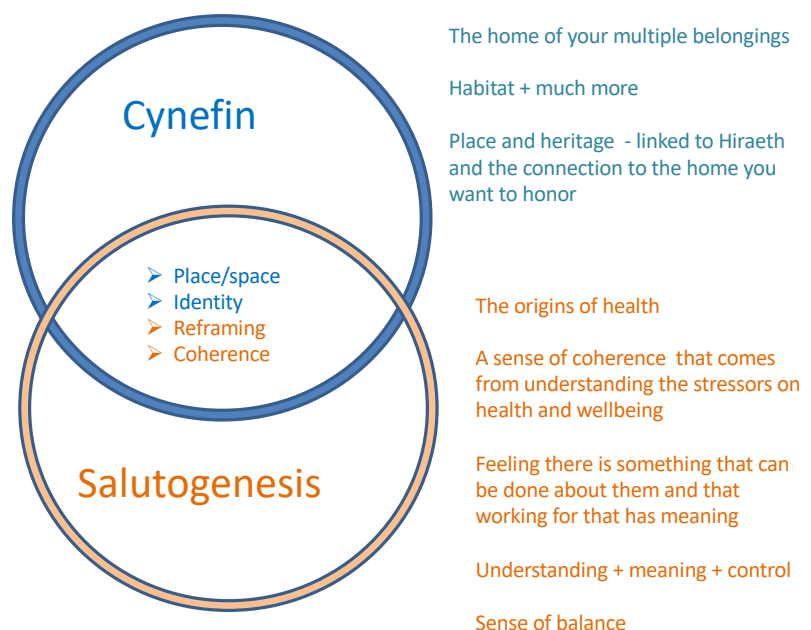 Cynefin
The home of your multiple belongings
Habitat + much more
Place and heritage - linked to Hiraeth
and the connection to the home you
want to honor
➢ Place/space
➢ Identity
➢ Reframing
➢ Coherence
Salutogenesis
The origins of health
A sense of coherence that comes
from understanding the stressors on
health and wellbeing
Feeling there is something that can
be done about them and that
working for that has meaning
Understanding + meaning + control
Sense of balance